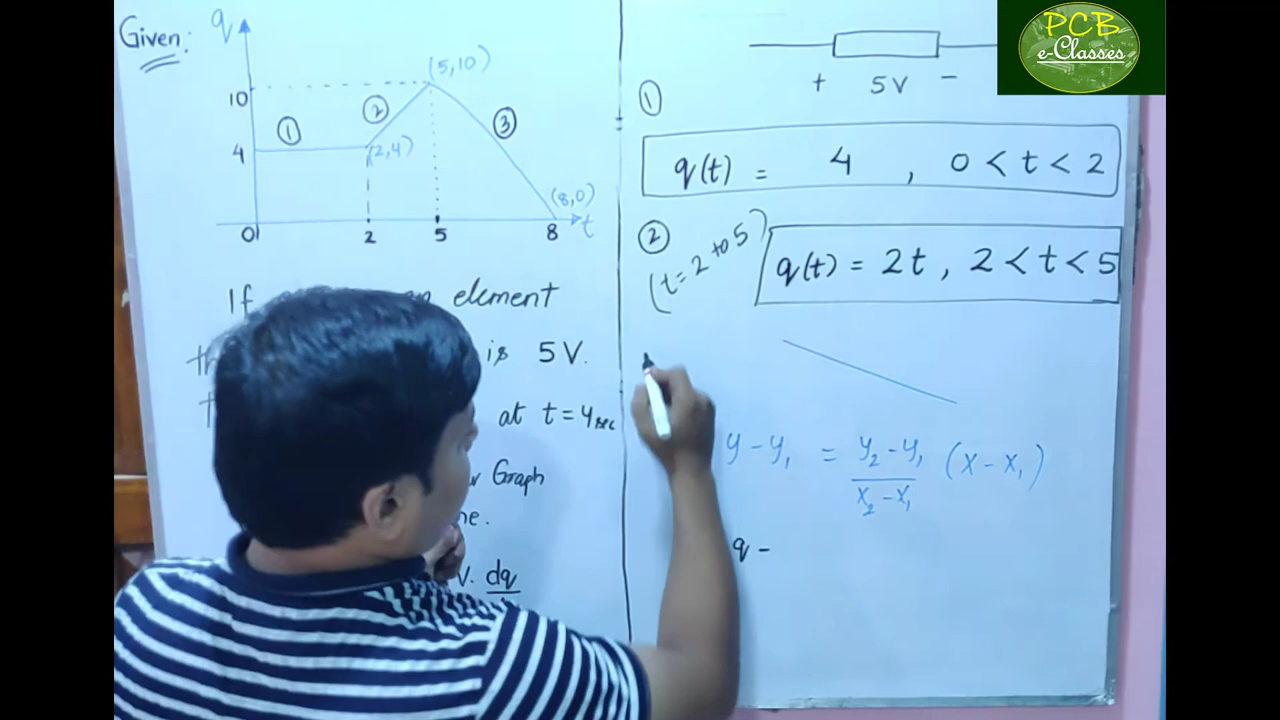 Given:
q
(5,10)
10
②
③
①
4
(2,4)
(8,0)
0
2
5
8
t
If element
is 5V.
at t=4sec
Graph
V. dq
PCB
e-Classes
+ 5V -
①
q(t) = 4 , 0 < t < 2
②
(t=2 to 5)
q(t) = 2t , 2 < t < 5
y - y₁ = y₂ - y₁ / x₂ - x₁ (x - x₁)
q -